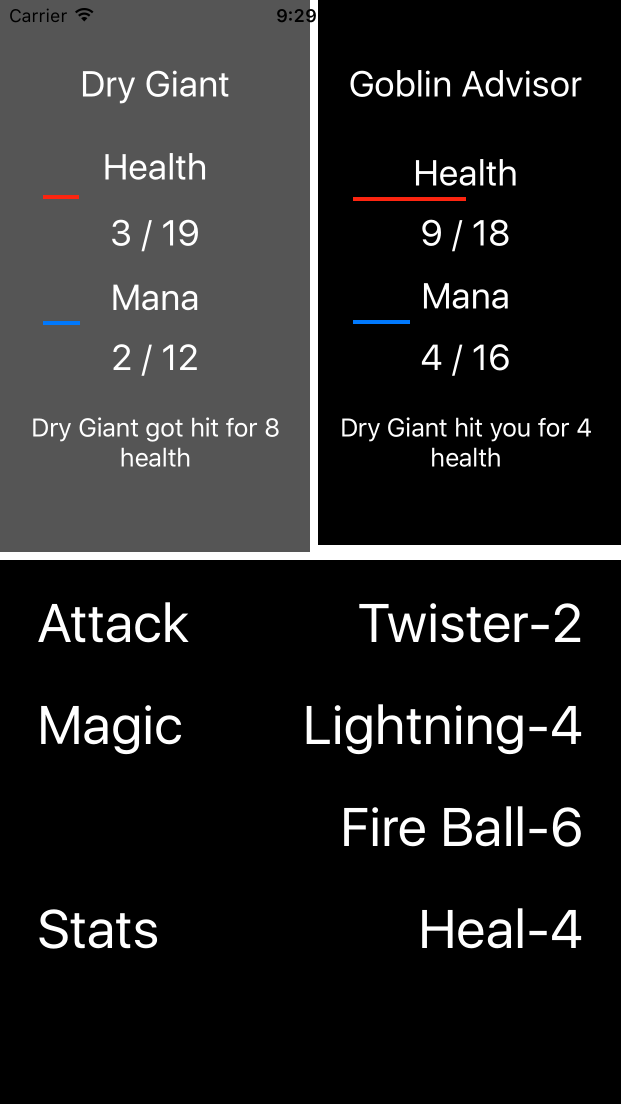 Carrier 9:29
Dry Giant
Health
3 / 19
Mana
2 / 12
Dry Giant got hit for 8
health
Goblin Advisor
Health
9 / 18
Mana
4 / 16
Dry Giant hit you for 4
health
Attack
Magic
Stats
Twister-2
Lightning-4
Fire Ball-6
Heal-4